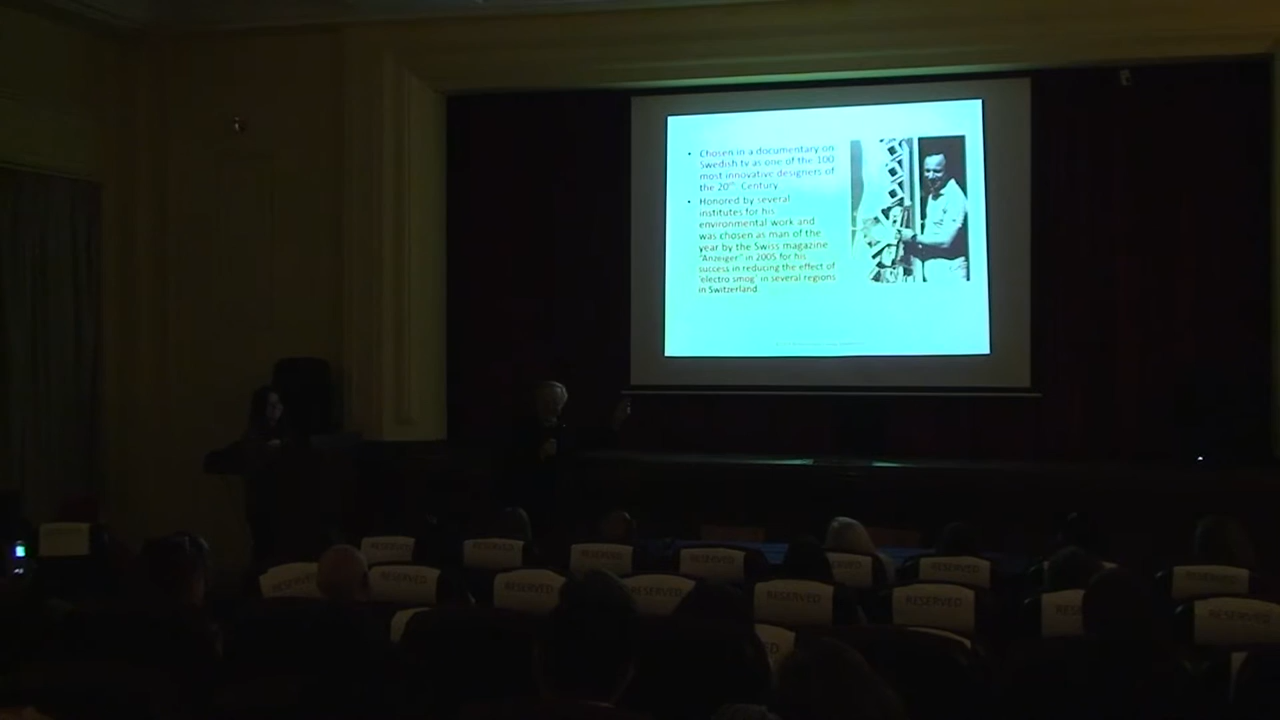 • Chosen in a documentary on
Swedish tv as one of the 100
most innovative designers of
the 20th Century
• Honored by several
institutes for his
environmental work and
was chosen as man of the
year by the Swiss magazine
"Anzeiger" in 2005 for his
success in reducing the effect of
'electro smog' in several regions
in Switzerland
RESERVED
RESERVED
RESERVED
RESERVED
RESERVED
RESERVED
RESERVED
RESERVED
RESERVED
RESERVED
RESERVED
RESERVED
RESERVED
RESERVED